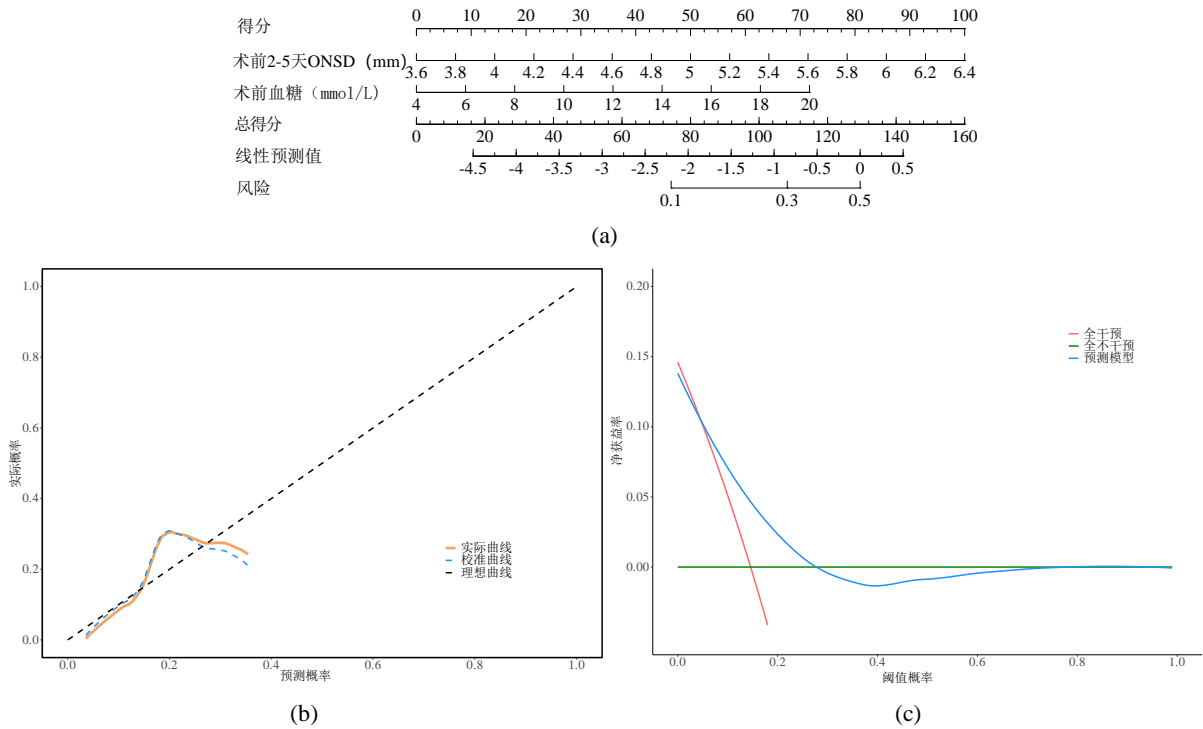 得分 0 10 20 30 40 50 60 70 80 90 100
术前2-5天ONSD（mm） 3.6 3.8 4 4.2 4.4 4.6 4.8 5 5.2 5.4 5.6 5.8 6 6.2 6.4
术前血糖（mmol/L） 4 6 8 10 12 14 16 18 20
总得分 0 20 40 60 80 100 120 140 160
线性预测值 -4.5 -4 -3.5 -3 -2.5 -2 -1.5 -1 -0.5 0 0.5
风险 0.1 0.3 0.5
(a)
实际概率
1.0
0.8
0.6
0.4
0.2
0.0
实际曲线
校准曲线
理想曲线
0.0 0.2 0.4 0.6 0.8 1.0
预测概率
(b)
净获益率
0.20
0.15
0.10
0.05
0.00
全干预
全不干预
预测模型
0.0 0.2 0.4 0.6 0.8 1.0
阈值概率
(c)